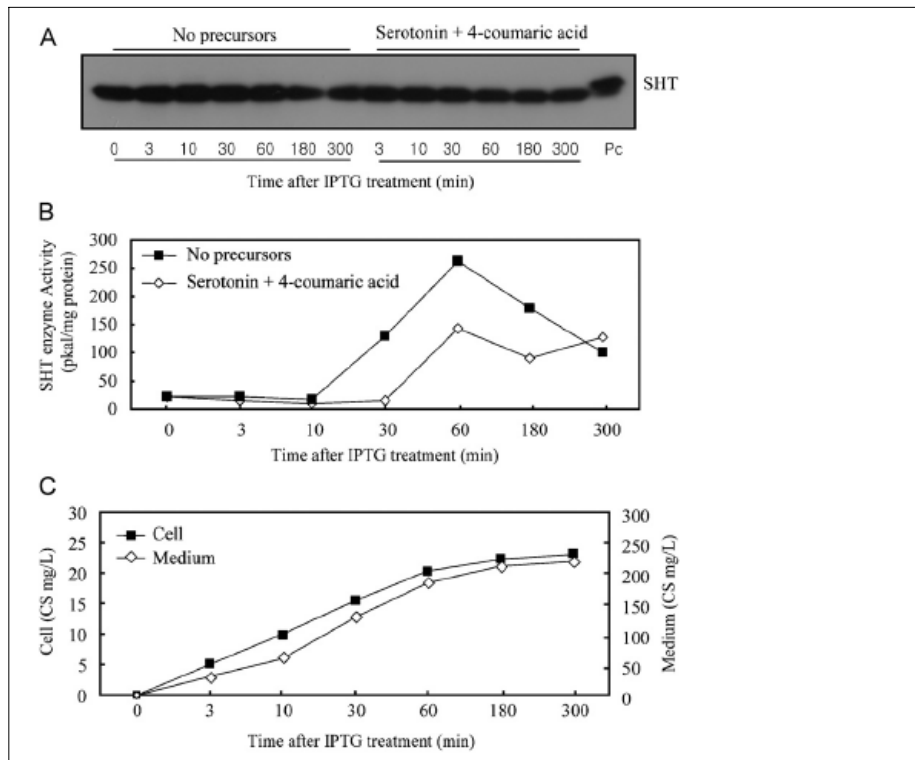 A
No precursors
Serotonin + 4-coumaric acid
SHT
0 3 10 30 60 180 300 3 10 30 60 180 300 Pc
Time after IPTG treatment (min)
B
SHT enzyme Activity
(pkal/mg protein)
300
250
200
150
100
50
0
No precursors
Serotonin + 4-coumaric acid
0 3 10 30 60 180 300
Time after IPTG treatment (min)
C
Cell (CS mg/L)
30
25
20
15
10
5
0
Cell
Medium
300
250
200
150
100
50
0
Medium (CS mg/L)
0 3 10 30 60 180 300
Time after IPTG treatment (min)